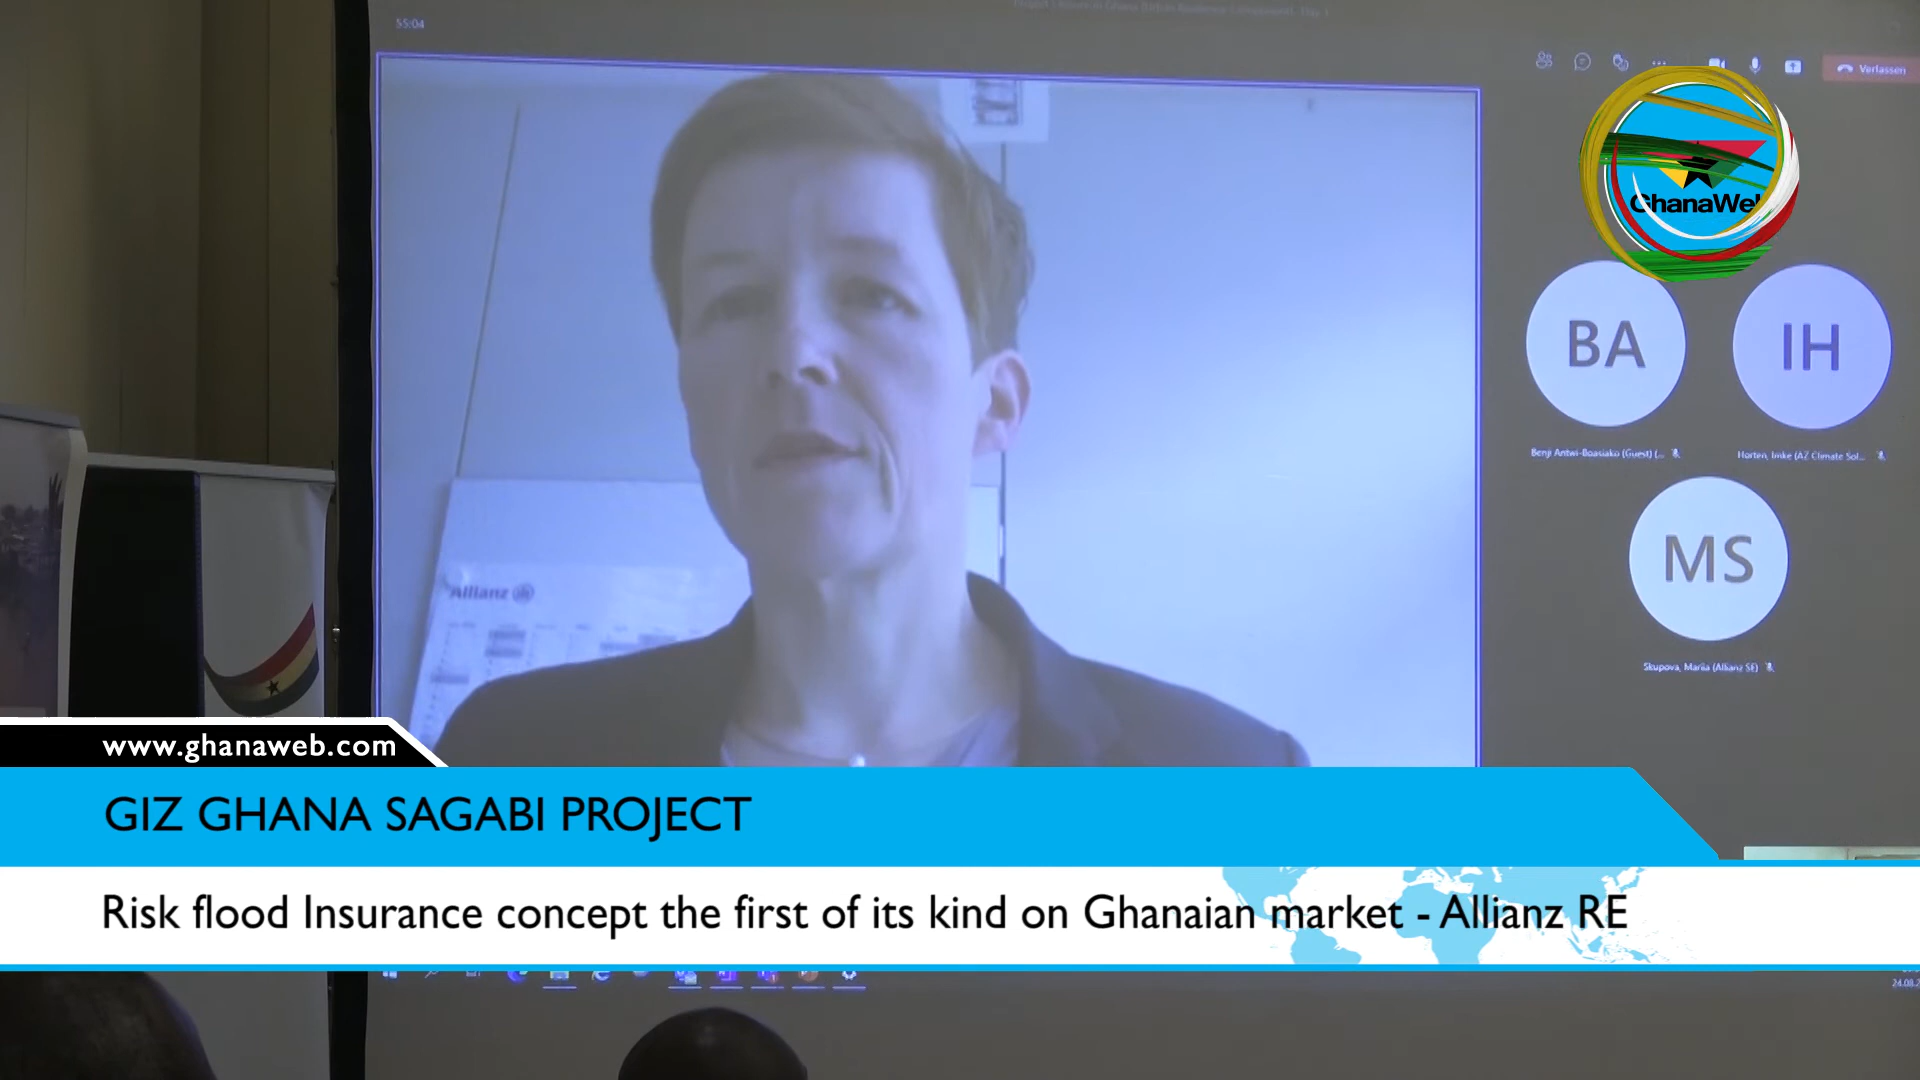 55:04
Verlassen
GhanaWeb
BA
IH
Benji Antwi-Boasiako (Guest) (...
Horten, Imke (AZ Climate Sol...
MS
Skupova, Mariia (Allianz SE)
Allianz
www.ghanaweb.com
GIZ GHANA SAGABI PROJECT
Risk flood Insurance concept the first of its kind on Ghanaian market - Allianz RE
24.08.2